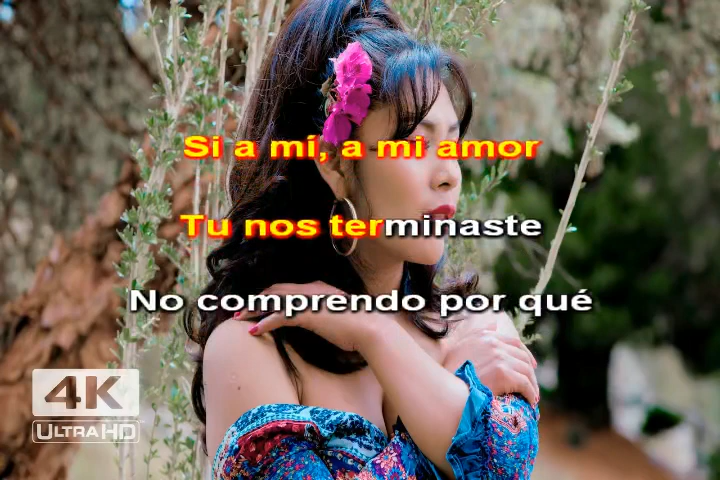 Si a mí, a mi amor
Tu nos terminaste
No comprendo por qué
4K
ULTRA HD